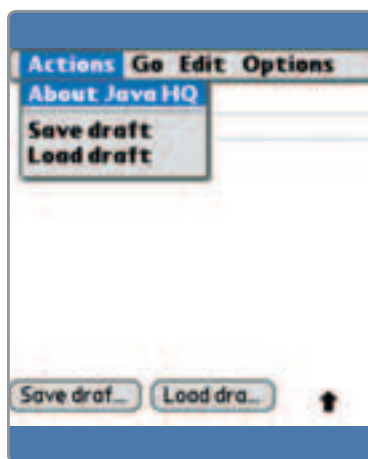 Actions Go Edit Options
About Java HQ
Save draft
Load draft
Save draf... Load dra...